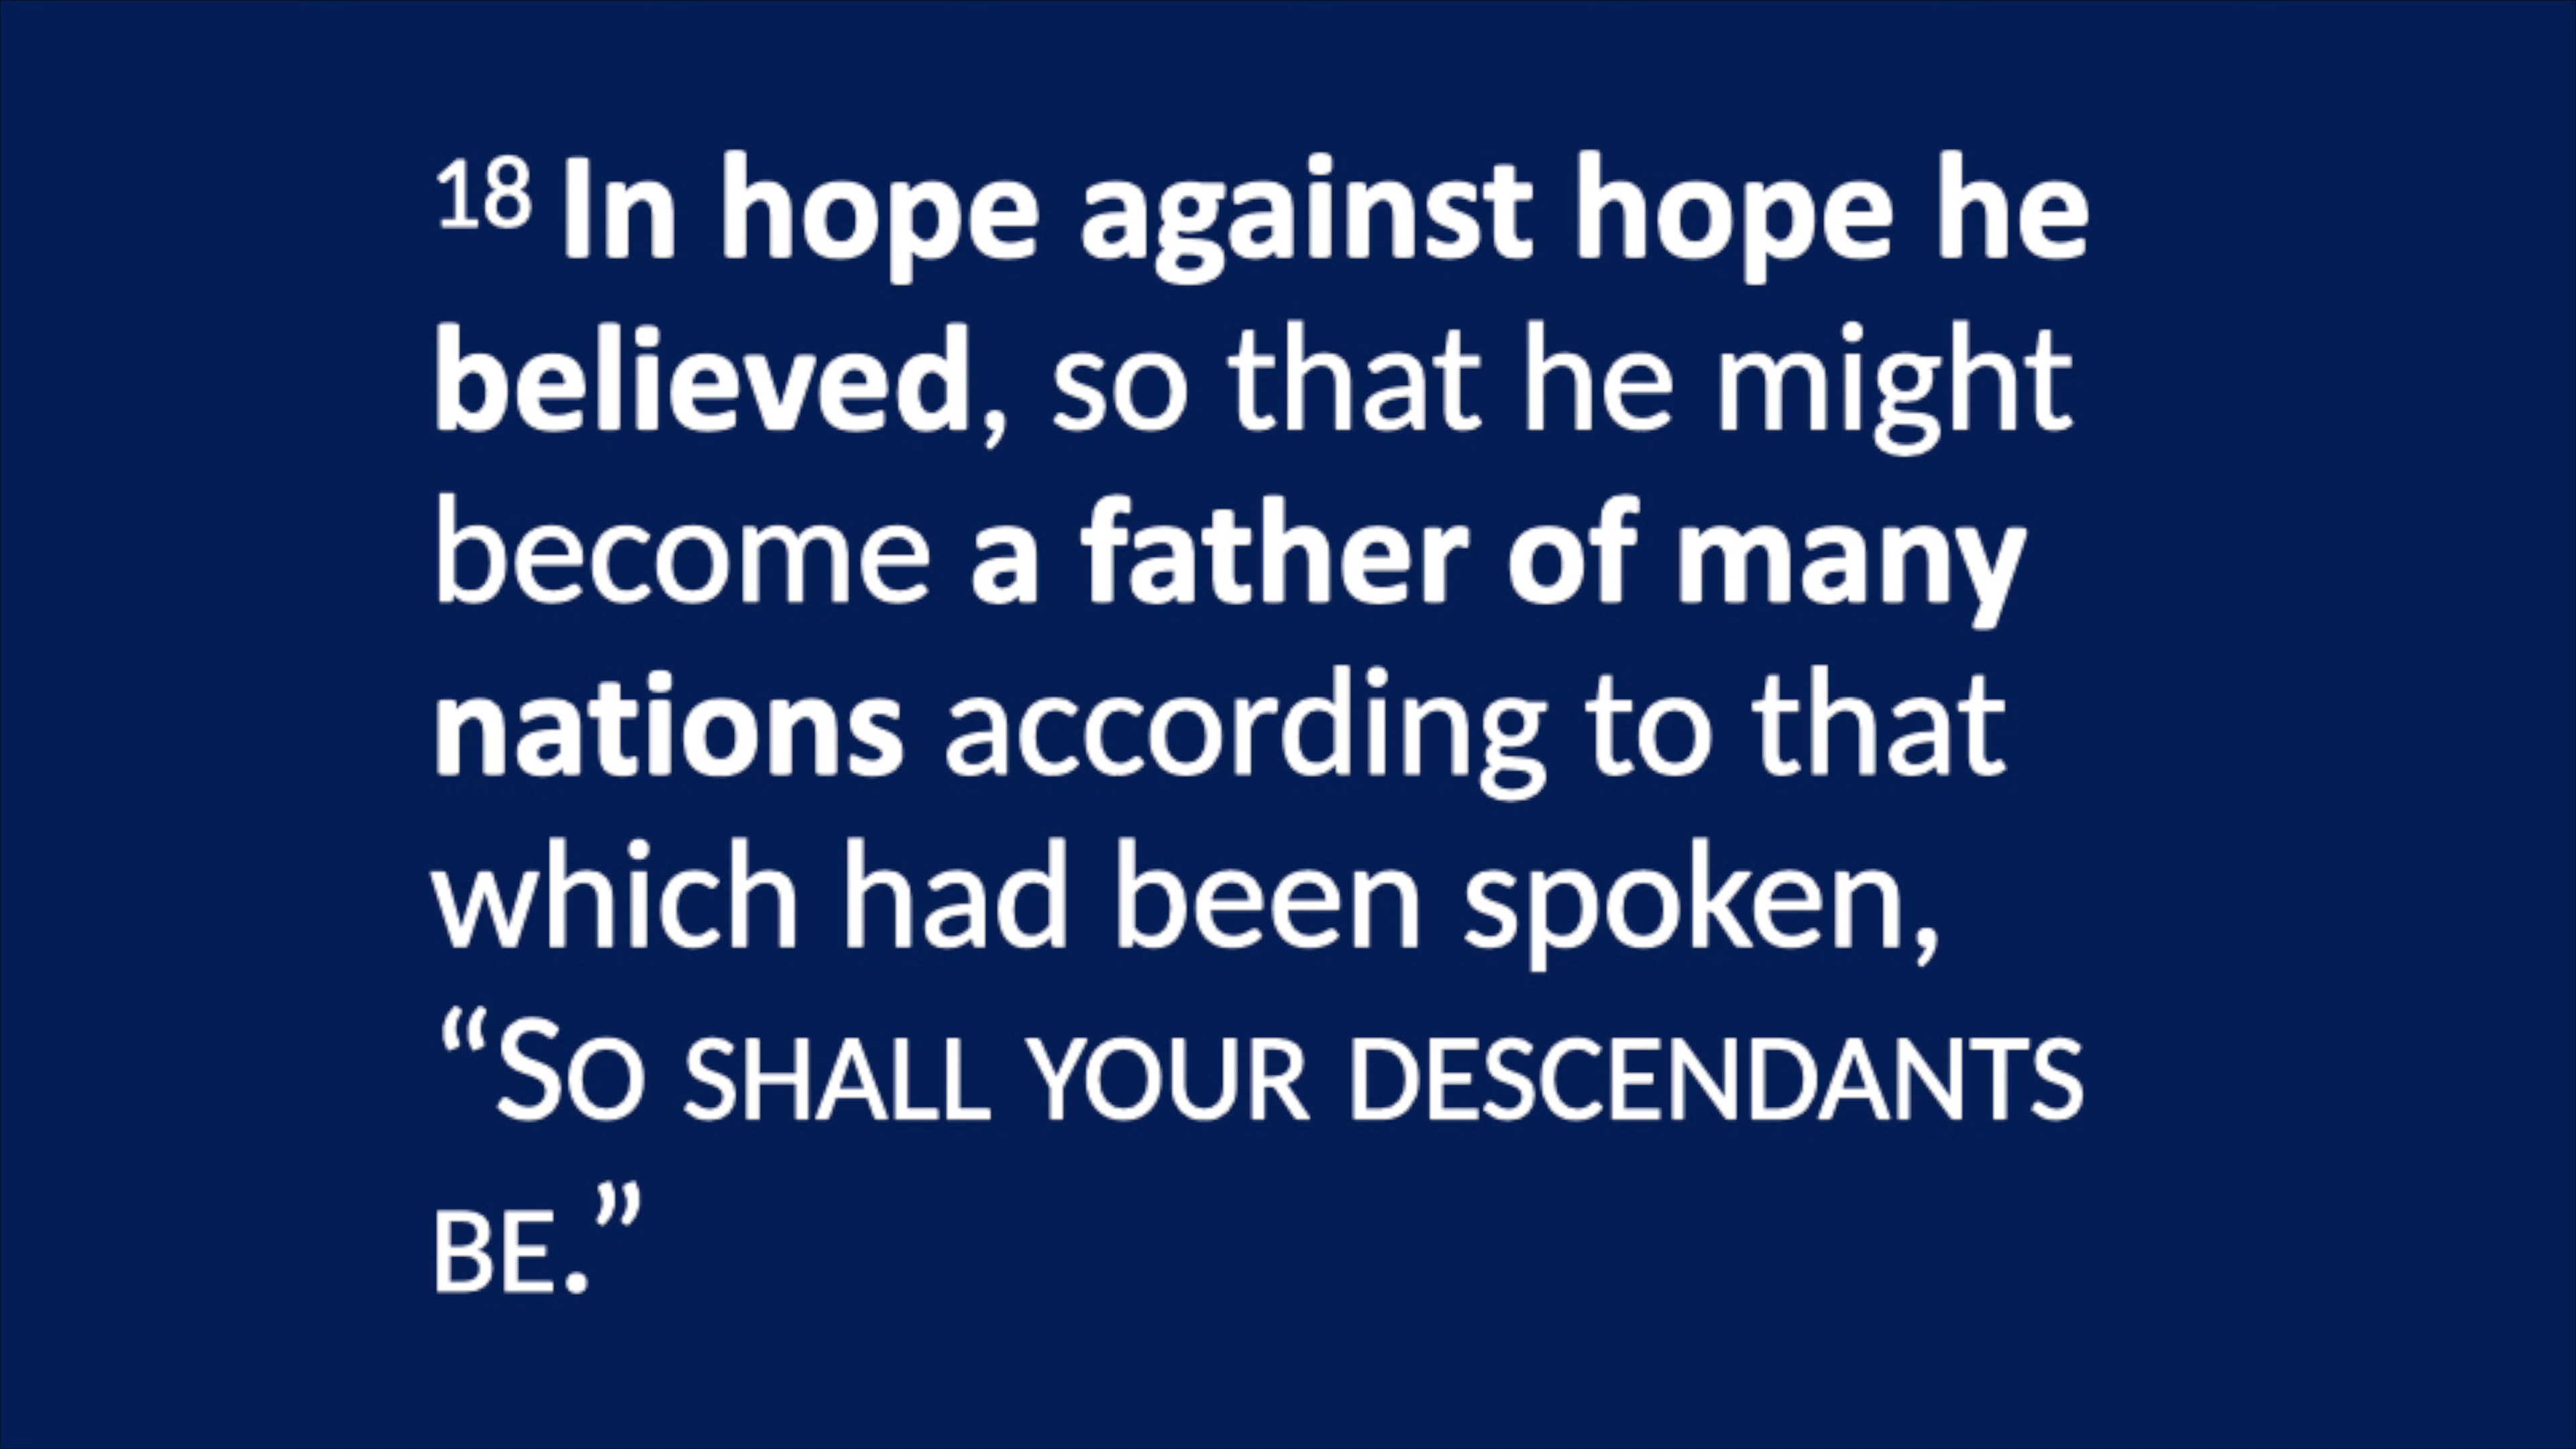 18 In hope against hope he
believed, so that he might
become a father of many
nations according to that
which had been spoken,
“SO SHALL YOUR DESCENDANTS
BE.”